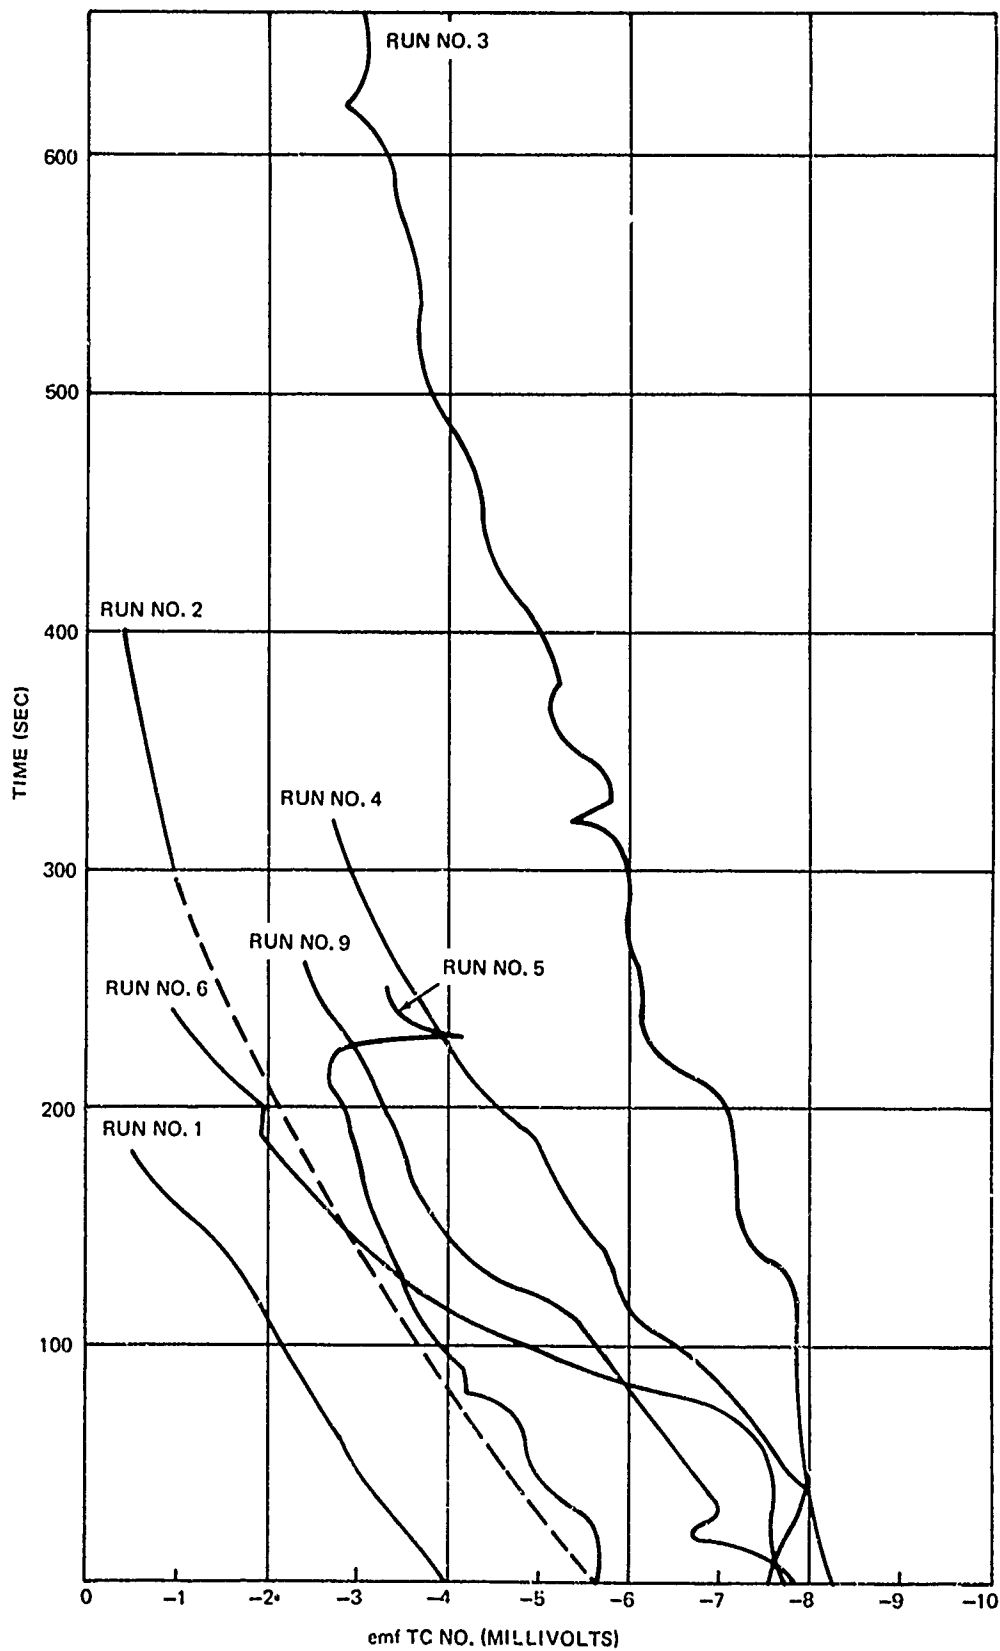 RUN NO. 3
600
500
RUN NO. 2
400
TIME (SEC)
RUN NO. 4
300
RUN NO. 9
RUN NO. 5
RUN NO. 6
200
RUN NO. 1
100
0 -1 -2 -3 -4 -5 -6 -7 -8 -9 -10
emf TC NO. (MILLIVOLTS)